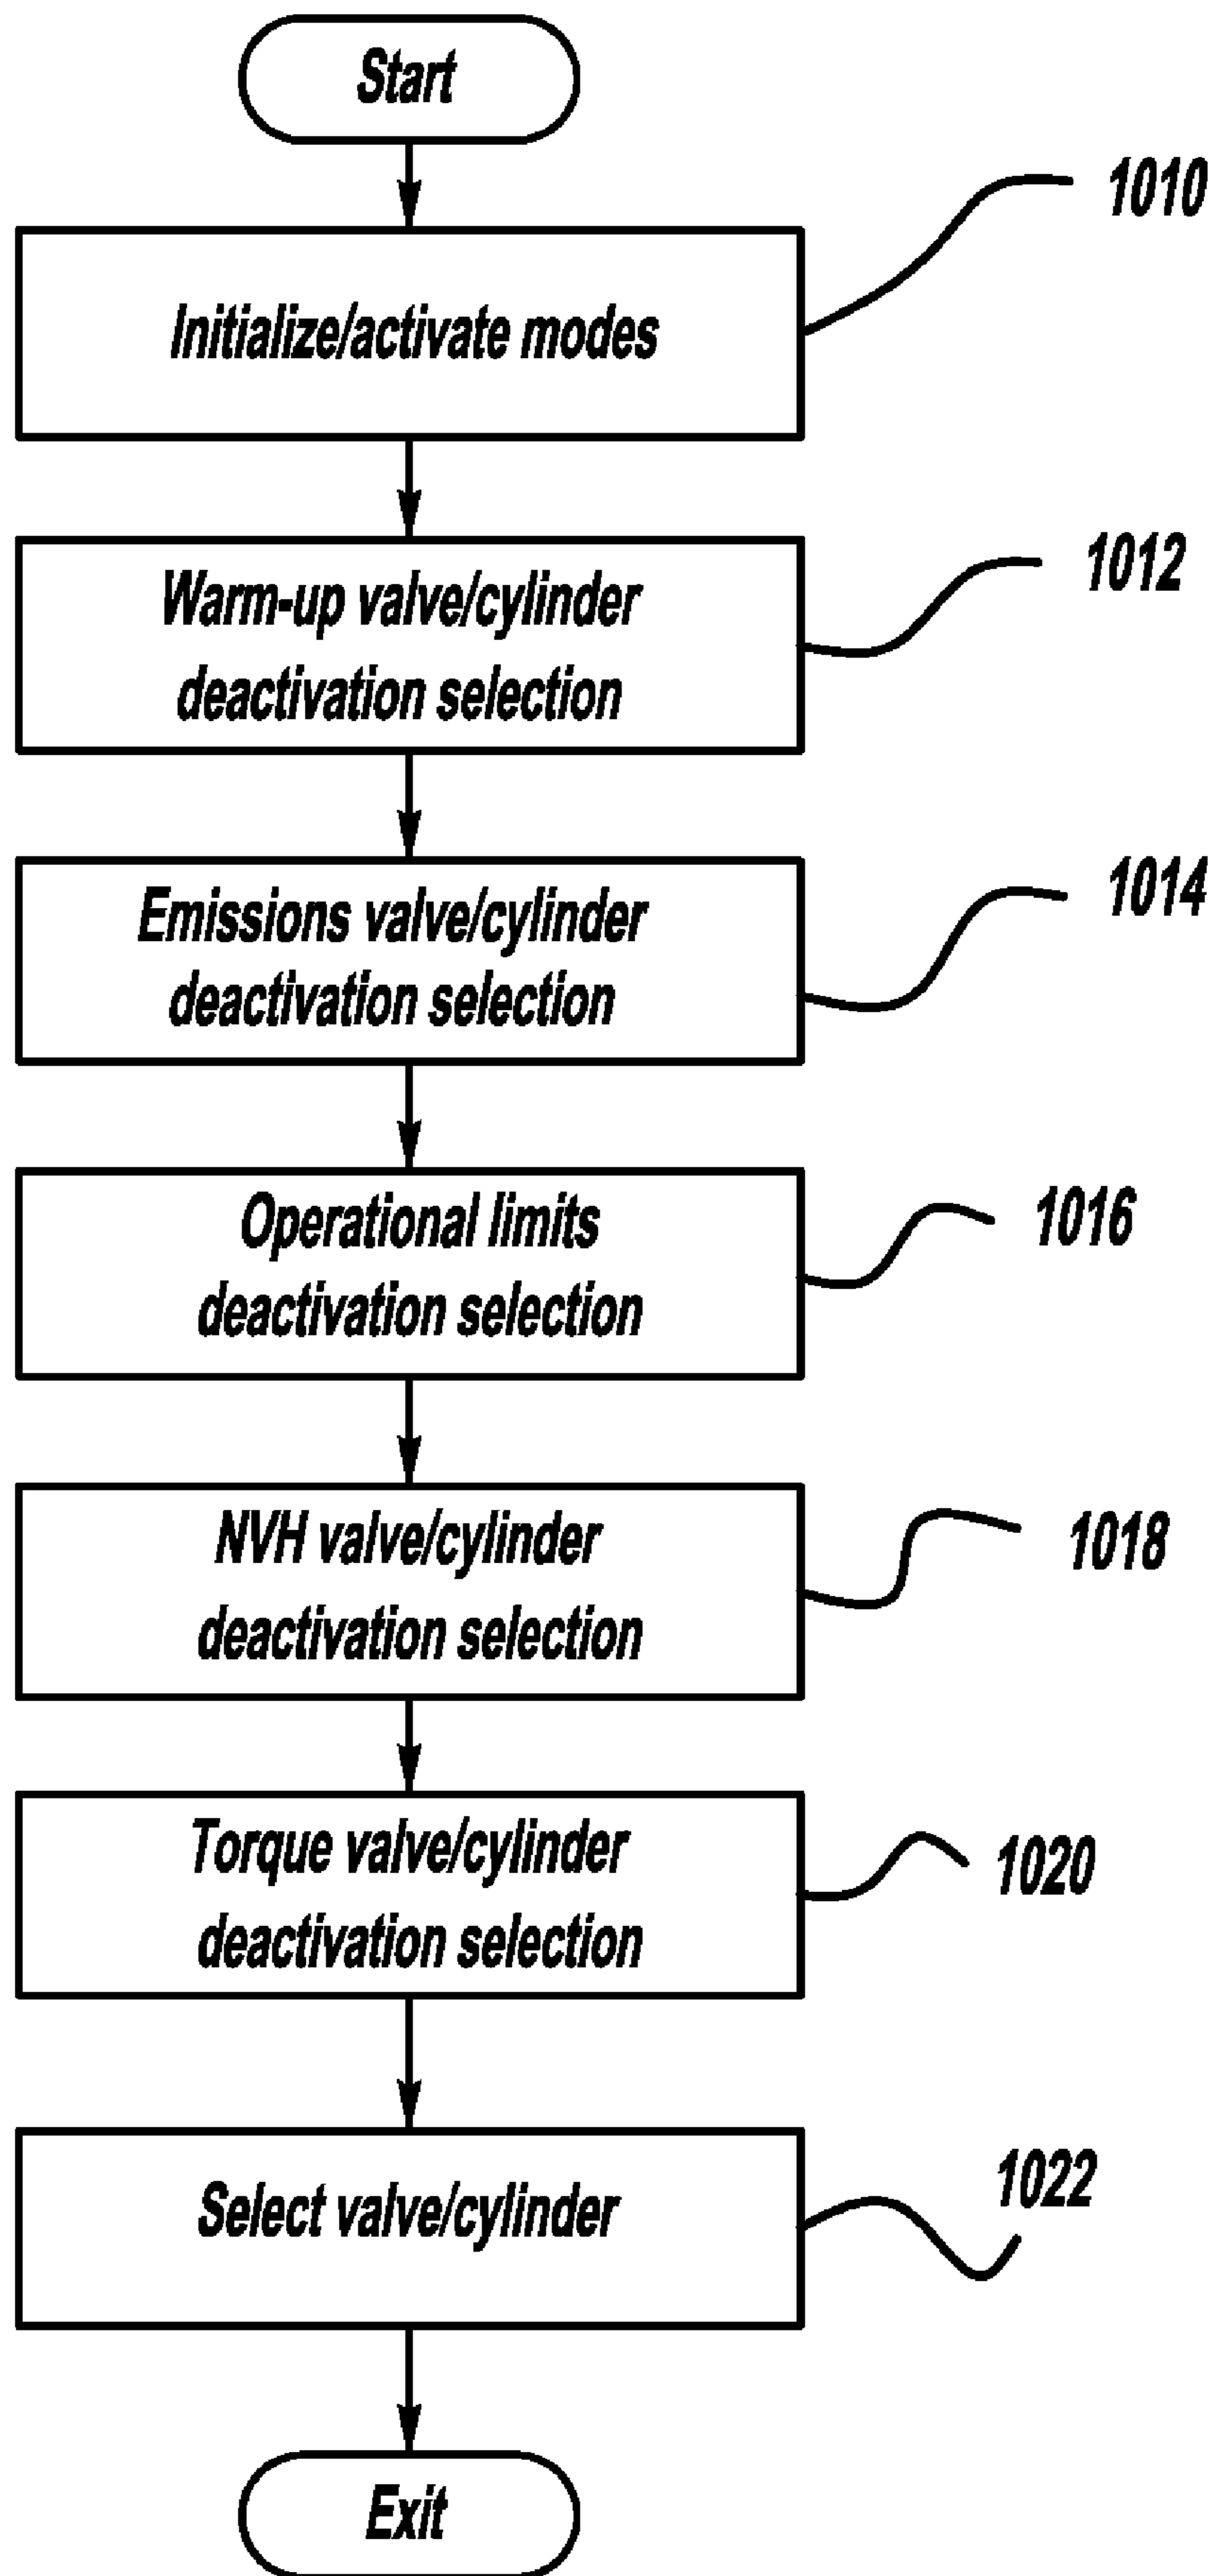 Start
1010
Initialize/activate modes
1012
Warm-up valve/cylinder
deactivation selection
1014
Emissions valve/cylinder
deactivation selection
1016
Operational limits
deactivation selection
1018
NVH valve/cylinder
deactivation selection
1020
Torque valve/cylinder
deactivation selection
1022
Select valve/cylinder
Exit